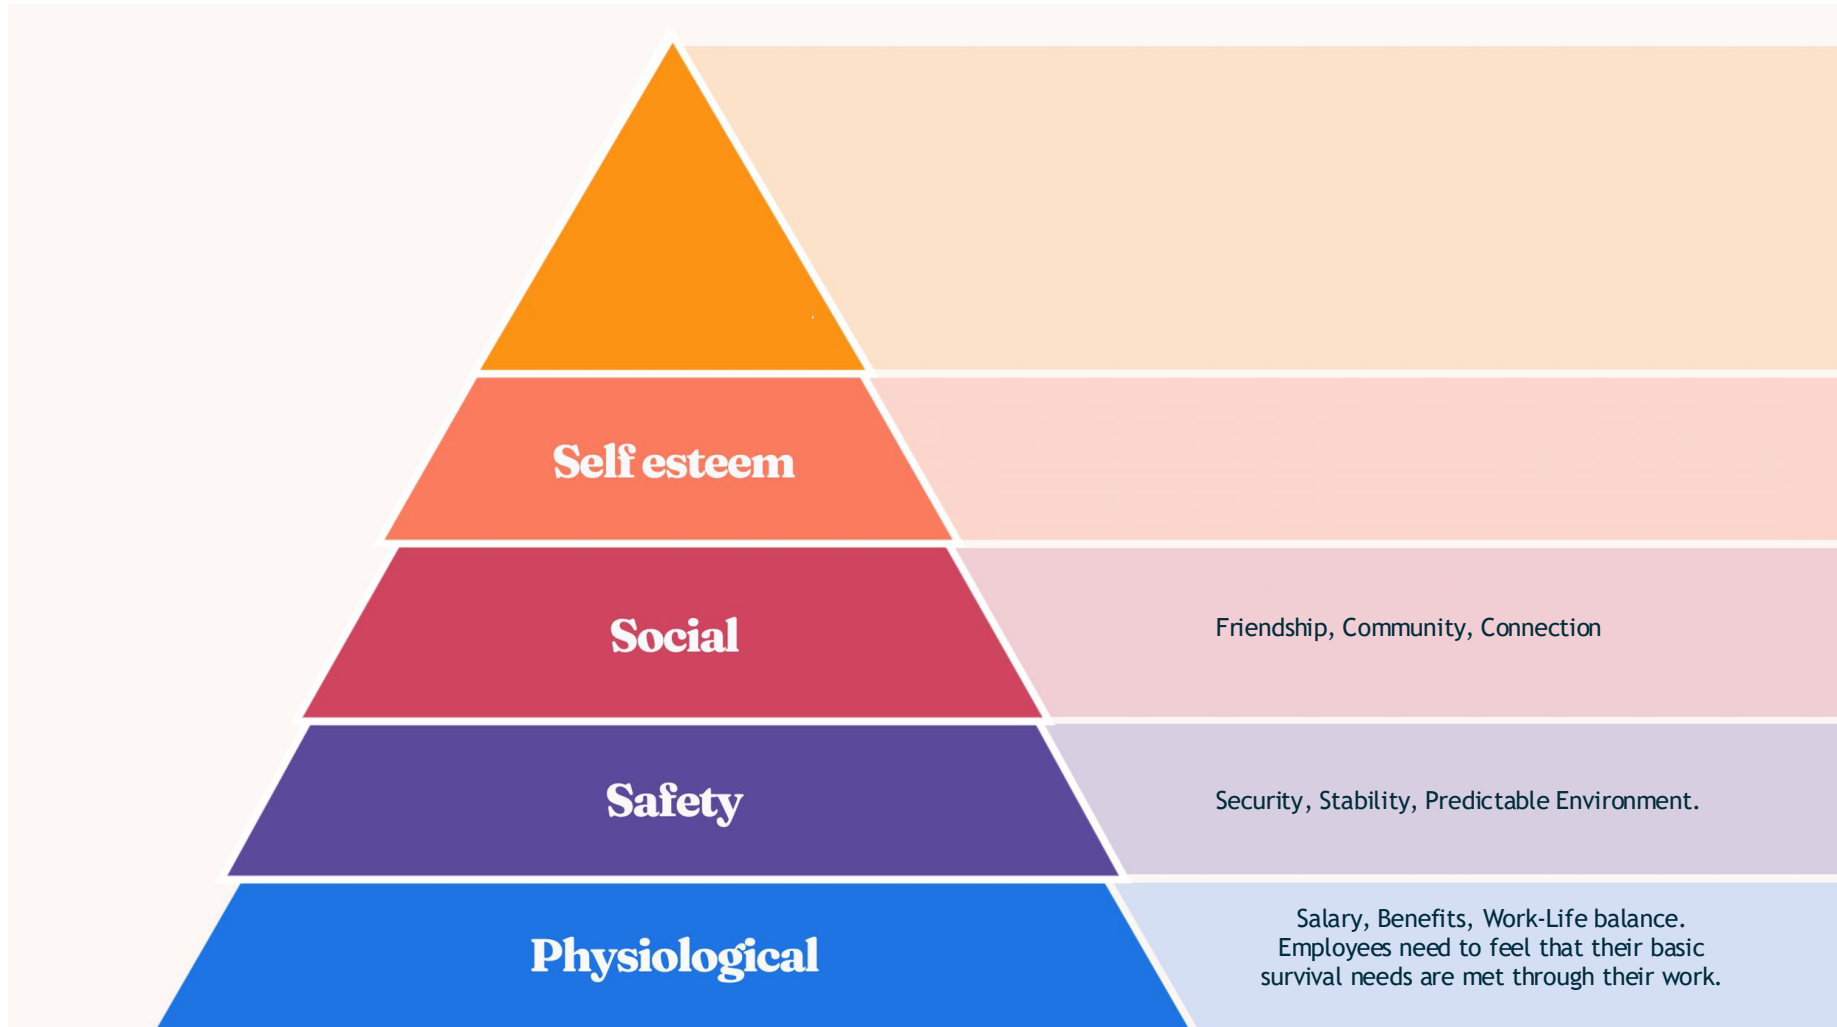 Self esteem
Social
Friendship, Community, Connection
Safety
Security, Stability, Predictable Environment.
Physiological
Salary, Benefits, Work-Life balance.
Employees need to feel that their basic
survival needs are met through their work.